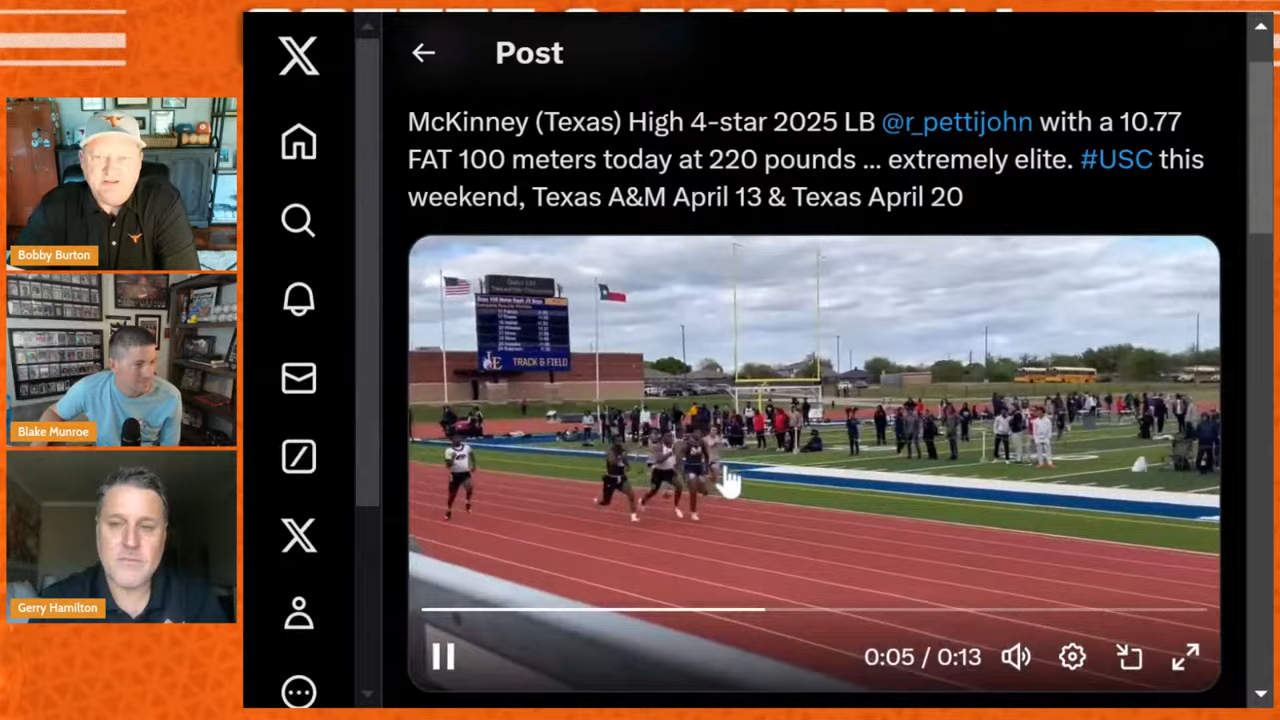 Post
McKinney (Texas) High 4-star 2025 LB @r_pettijohn with a 10.77
FAT 100 meters today at 220 pounds ... extremely elite. #USC this
weekend, Texas A&M April 13 & Texas April 20
Bobby Burton
Blake Munroe
Gerry Hamilton
TRACK & FIELD
0:05 / 0:13